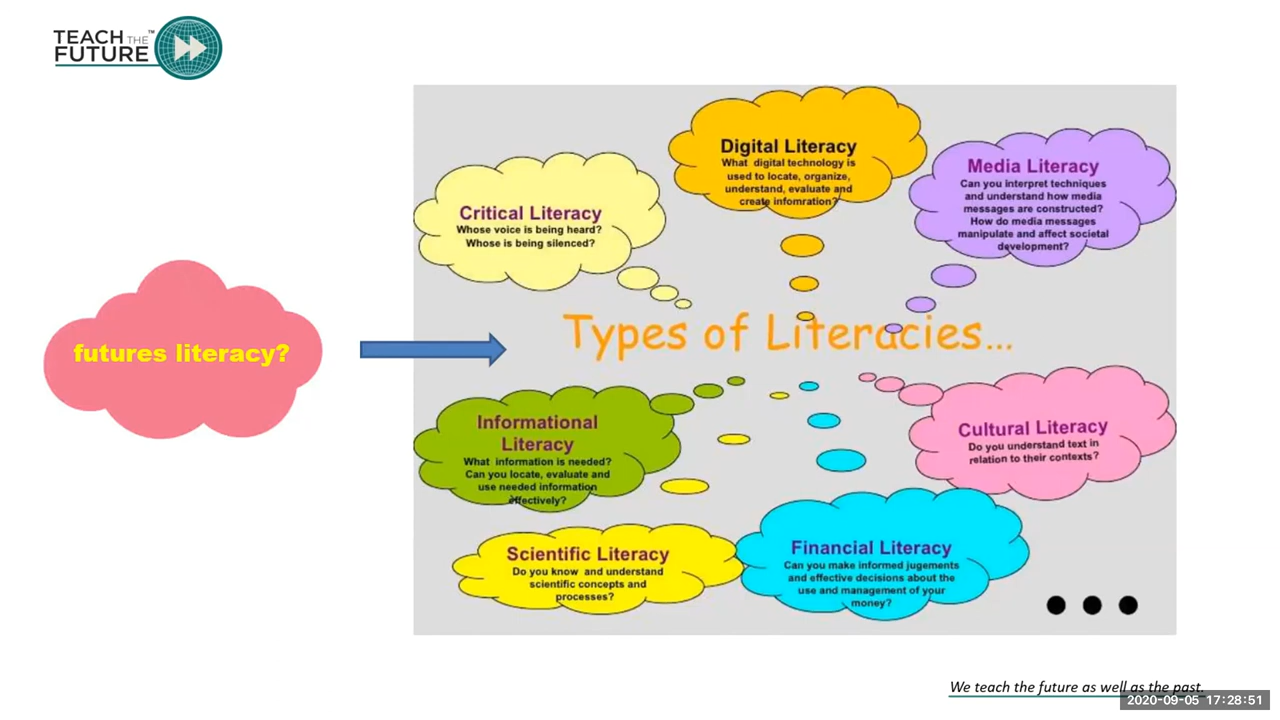 TEACH THE™
FUTURE
Digital Literacy
What digital technology is
used to locate, organize,
understand, evaluate and
create infomration?
Media Literacy
Can you interpret techniques
and understand how media
messages are constructed?
How do media messages
manipulate and affect societal
development?
Critical Literacy
Whose voice is being heard?
Whose is being silenced?
futures literacy?
Types of Literacies...
Informational
Literacy
What information is needed?
Can you locate, evaluate and
use needed information
effectively?
Cultural Literacy
Do you understand text in
relation to their contexts?
Scientific Literacy
Do you know and understand
scientific concepts and
processes?
Financial Literacy
Can you make informed jugements
and effective decisions about the
use and management of your
money?
We teach the future as well as the past.
2020-09-05 17:28:51